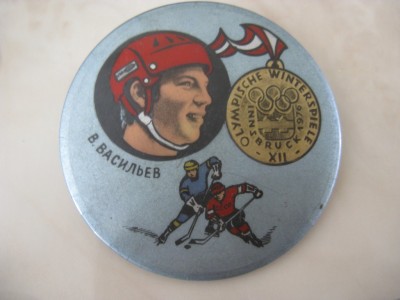 В. ВАСИЛЬЕВ
OLYMPISCHE WINTERSPIELE
INNSBRUCK 1976
XII